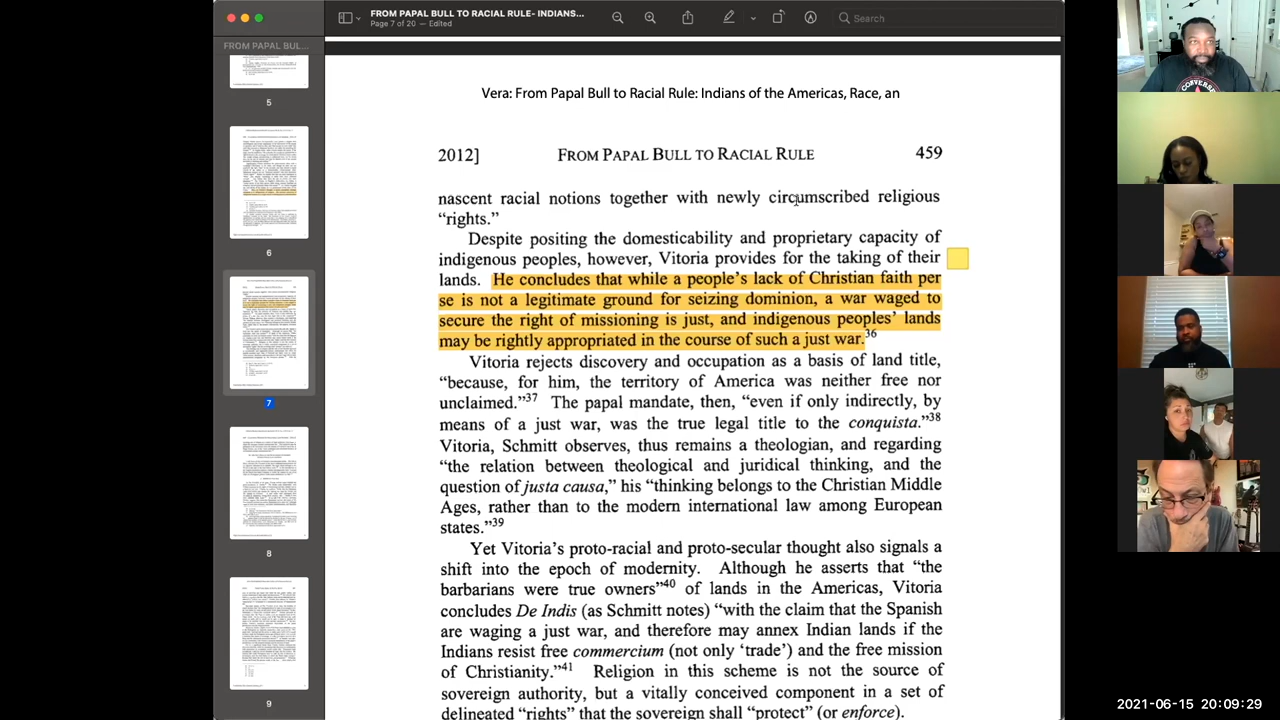 FROM PAPAL BULL TO RACIAL RULE- INDIANS...
Page 7 of 20 — Edited
Search
FROM PAPAL BUL...
5
6
7
8
9
From Papal Bull to Racial Rule: Indians of the Americas, Race, an
2012] FROM PAPAL RACIAL RULE 459
nascent notions together newly circumscribed religious
“rights.”
Despite positing the domesticability and proprietary capacity of
indigenous peoples, however, Vitoria provides for the taking of their
lands. He concludes that while a people’s lack of Christian faith per
se is not a legitimate ground for losing dominion, a war waged to
secure the right of missionizing is just and indigenous peoples’ lands
may be rightly appropriated in the course of such a just war.36
Vitoria rejects discovery and occupation as a basis of land title,
“because, for him, the territory of America was neither free nor
unclaimed.”37 The papal mandate, then, “even if only indirectly, by
means of a just war, was the true legal title to the conquista.”38
Vitoria, one observes, thus remains a theologian, and regarding
the relation between theological and juridical thinking, and the
question of justa causa,” his “thinking belongs to the Christian Middle
Ages, rather than to the modern international law among European
states.”39
Yet Vitoria’s proto-racial and proto-secular thought also signals a
shift into the epoch of modernity. Although he asserts that “the
barbarians were true owners”40 of lands in the Americas, Vitoria
concludes De Indis (Schmitt notes) “with the claim that the Spanish
waging a just war and therefore may annex Indian lands if the
Indians resist free commercium (not only ‘trade’) and the free mission
of Christianity.”41 Religion in this scheme is not the source of
sovereign authority, but a vitally conceived component in a set of
delineated “rights” that the sovereign shall “protect” (or enforce).
2021-06-15 20:09:29